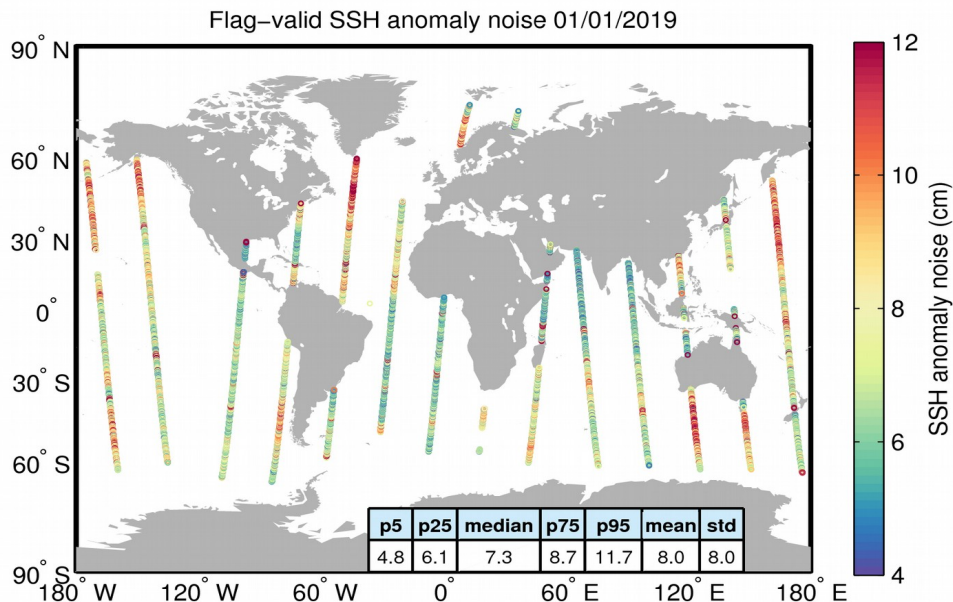 Flag−valid SSH anomaly noise 01/01/2019
90° N
60° N
30° N
0°
30° S
60° S
90° S
180° W
120° W
60° W
0°
60° E
120° E
180° E
p5 p25 median p75 p95 mean std
4.8 6.1 7.3 8.7 11.7 8.0 8.0
12
10
8
6
4
SSH anomaly noise (cm)